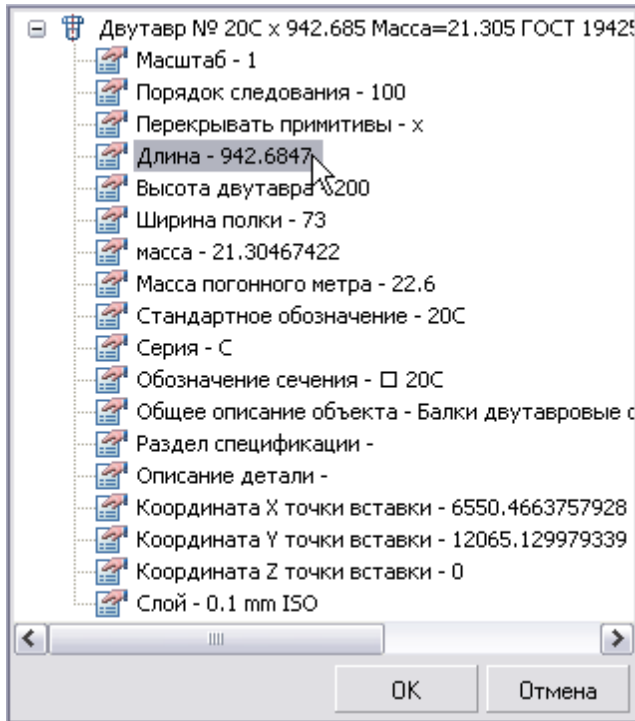 Двутавр № 20С x 942.685 Масса=21.305 ГОСТ 19425
Масштаб - 1
Порядок следования - 100
Перекрывать примитивы - x
Длина - 942.6847
Высота двутавра - 200
Ширина полки - 73
масса - 21.30467422
Масса погонного метра - 22.6
Стандартное обозначение - 20С
Серия - С
Обозначение сечения - □ 20С
Общее описание объекта - Балки двутавровые с
Раздел спецификации -
Описание детали -
Координата X точки вставки - 6550.4663757928
Координата Y точки вставки - 12065.129979339
Координата Z точки вставки - 0
Слой - 0.1 mm ISO
OK Отмена